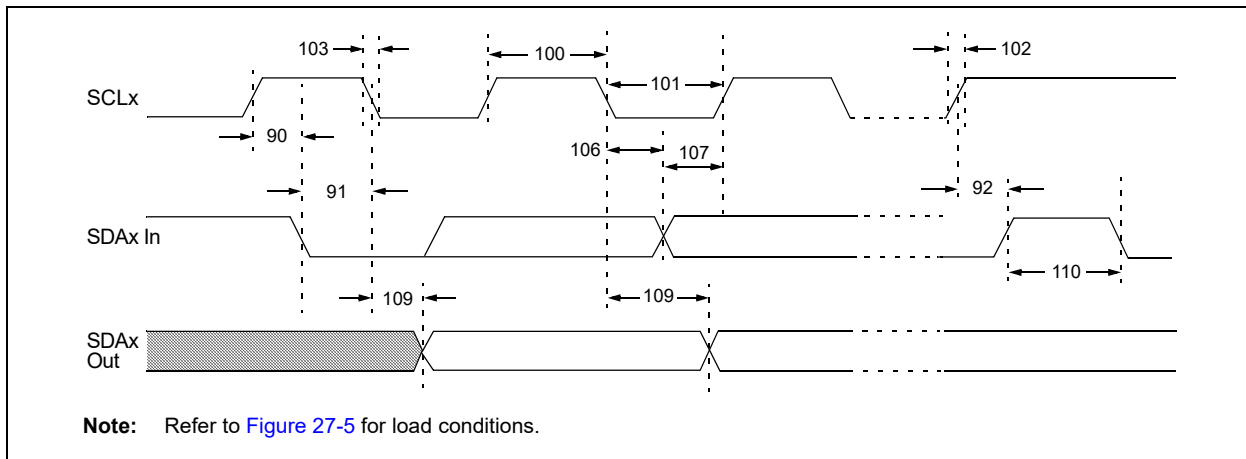 103
100
101
102
SCLx
90
106
107
91
92
SDAx In
110
109
109
SDAx
Out
Note: Refer to Figure 27-5 for load conditions.